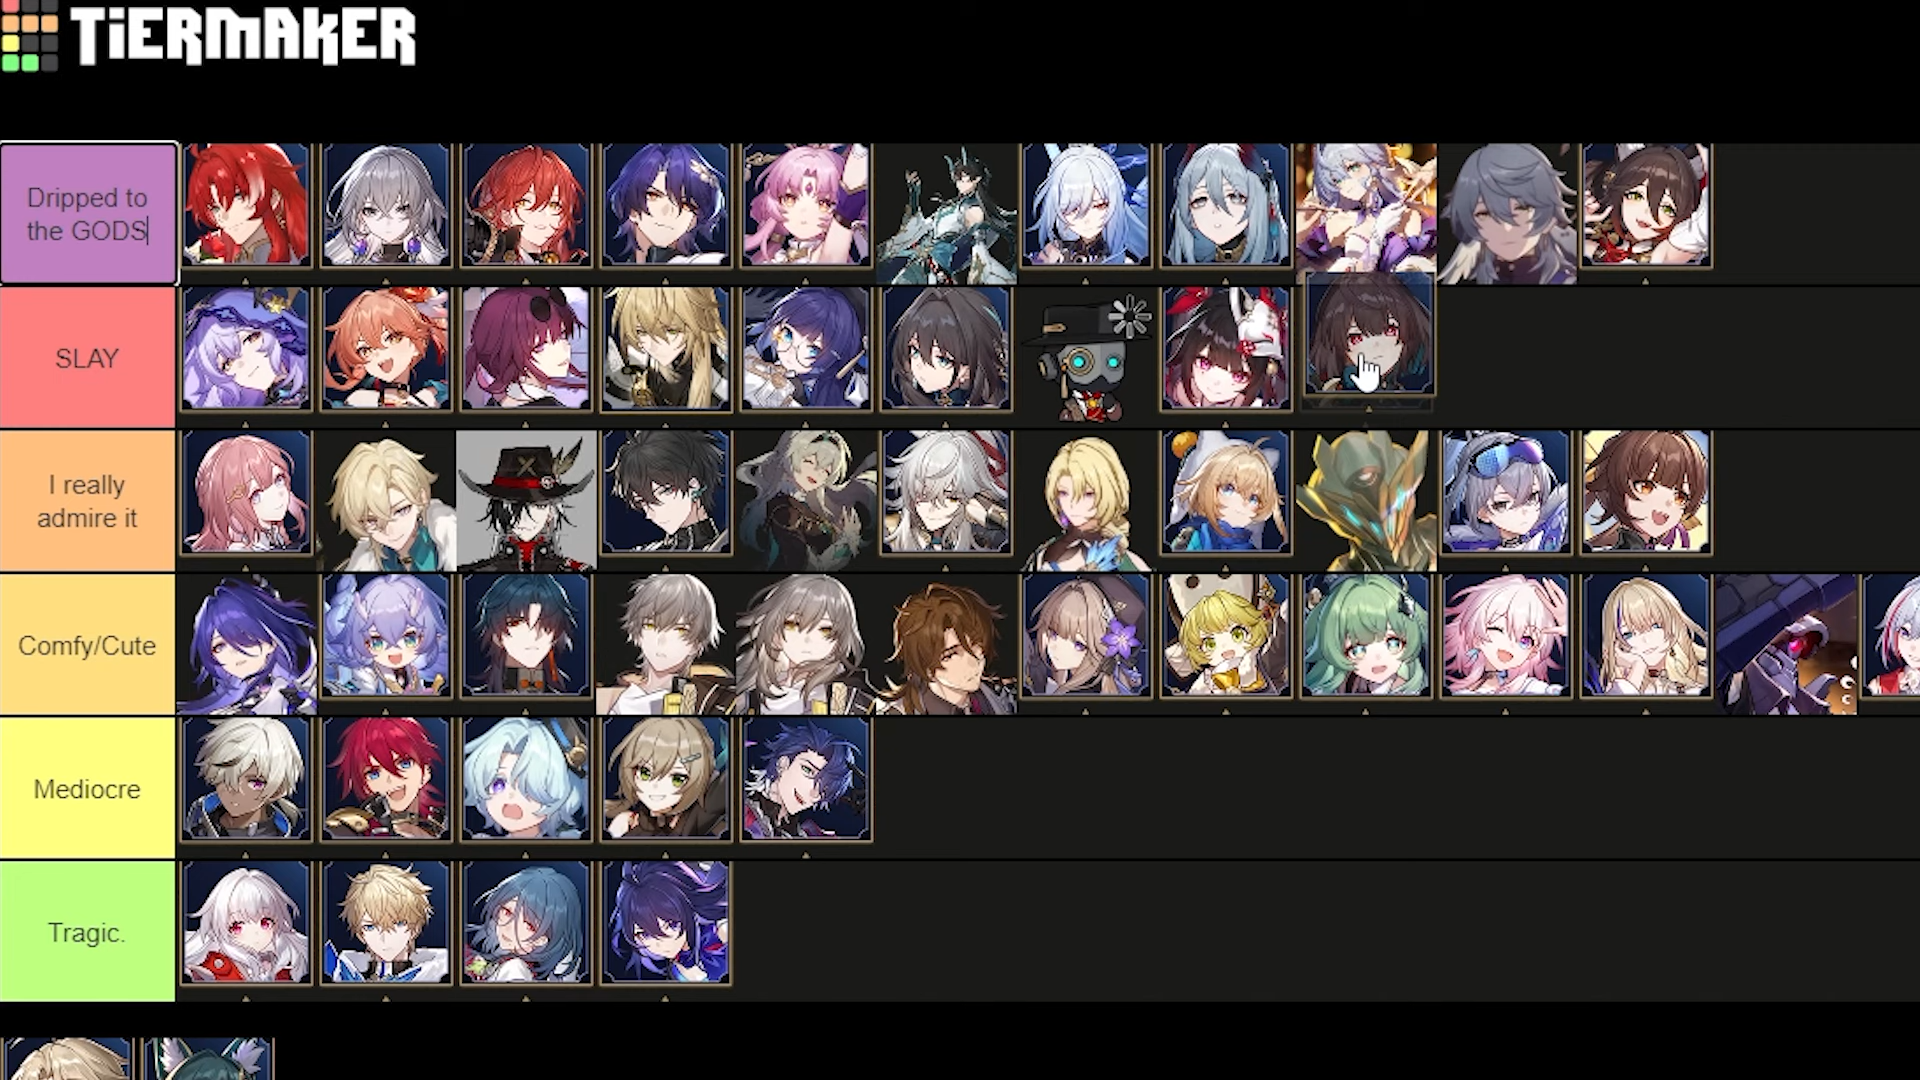 TiERMAKER
Dripped to
the GODS
SLAY
I really
admire it
Comfy/Cute
Mediocre
Tragic.